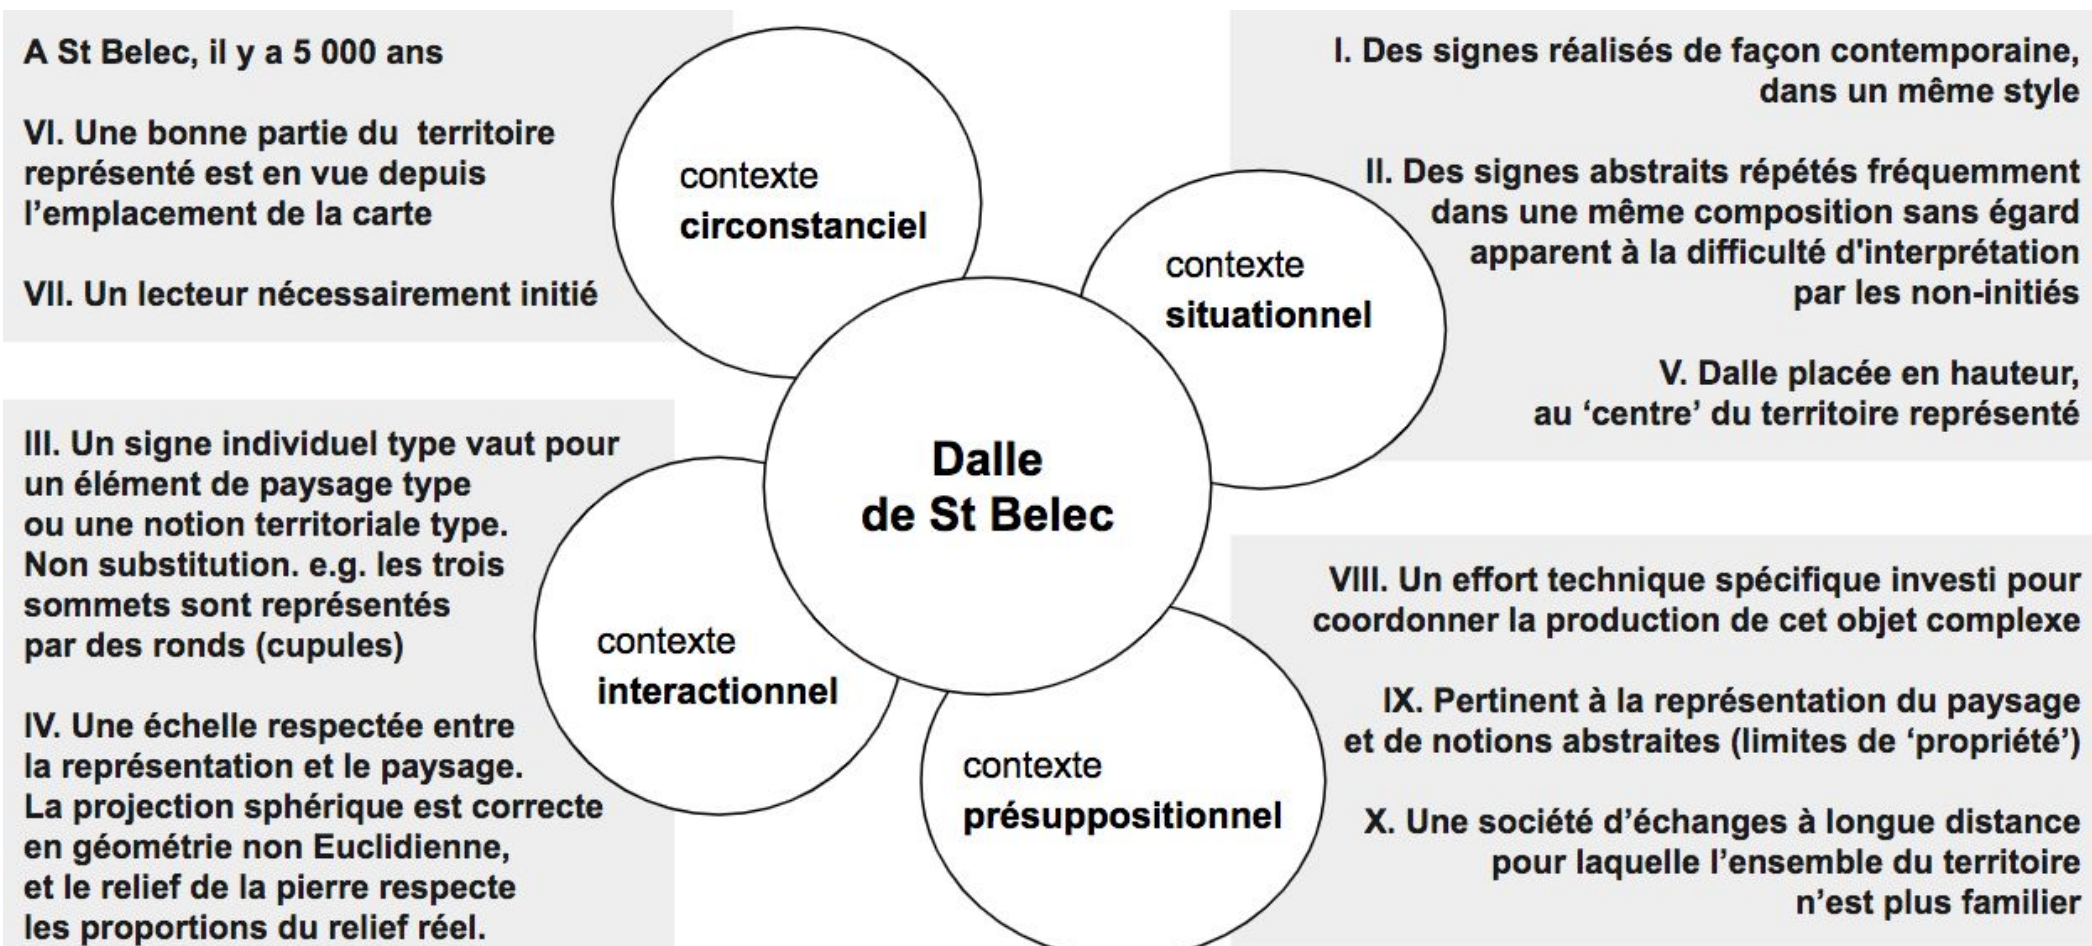 A St Belec, il y a 5 000 ans
VI. Une bonne partie du  territoire
représenté est en vue depuis
l’emplacement de la carte
VII. Un lecteur nécessairement initié
contexte
circonstanciel
I. Des signes réalisés de façon contemporaine,
dans un même style
II. Des signes abstraits répétés fréquemment
dans une même composition sans égard
apparent à la difficulté d'interprétation
par les non-initiés
V. Dalle placée en hauteur,
au ‘centre’ du territoire représenté
contexte
situationnel
Dalle
de St Belec
III. Un signe individuel type vaut pour
un élément de paysage type
ou une notion territoriale type.
Non substitution. e.g. les trois
sommets sont représentés
par des ronds (cupules)
IV. Une échelle respectée entre
la représentation et le paysage.
La projection sphérique est correcte
en géométrie non Euclidienne,
et le relief de la pierre respecte
les proportions du relief réel.
contexte
interactionnel
contexte
présuppositionnel
VIII. Un effort technique spécifique investi pour
coordonner la production de cet objet complexe
IX. Pertinent à la représentation du paysage
et de notions abstraites (limites de ‘propriété’)
X. Une société d’échanges à longue distance
pour laquelle l’ensemble du territoire
n’est plus familier